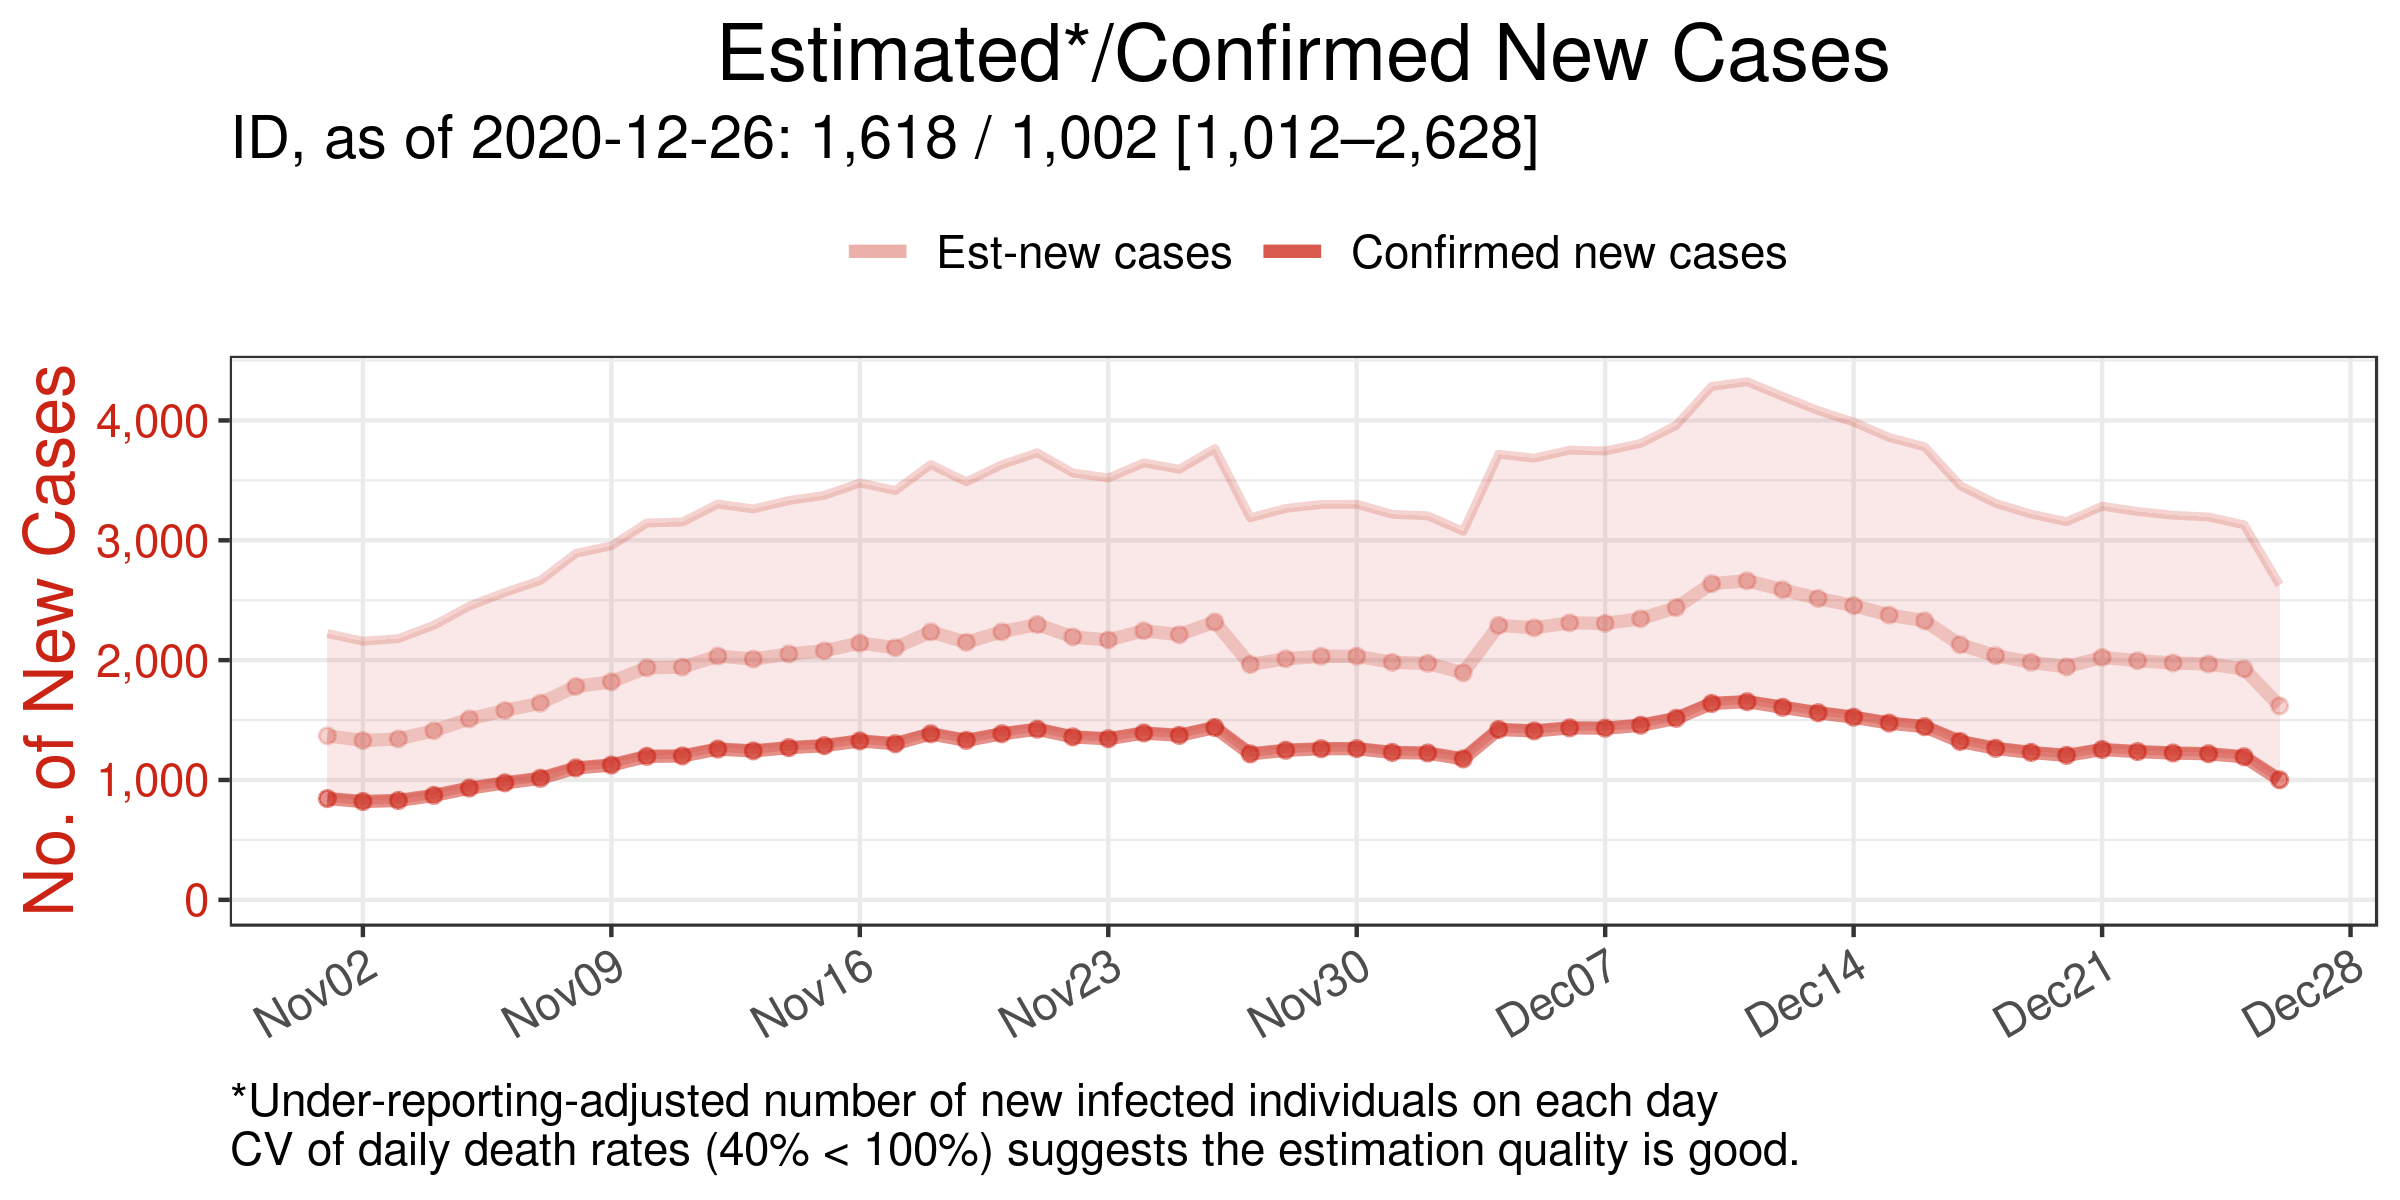 Estimated*/Confirmed New Cases
ID, as of 2020-12-26: 1,618 / 1,002 [1,012–2,628]
Est-new cases Confirmed new cases
No. of New Cases
4,000
3,000
2,000
1,000
0
Nov02 Nov09 Nov16 Nov23 Nov30 Dec07 Dec14 Dec21 Dec28
*Under-reporting-adjusted number of new infected individuals on each day
CV of daily death rates (40% < 100%) suggests the estimation quality is good.